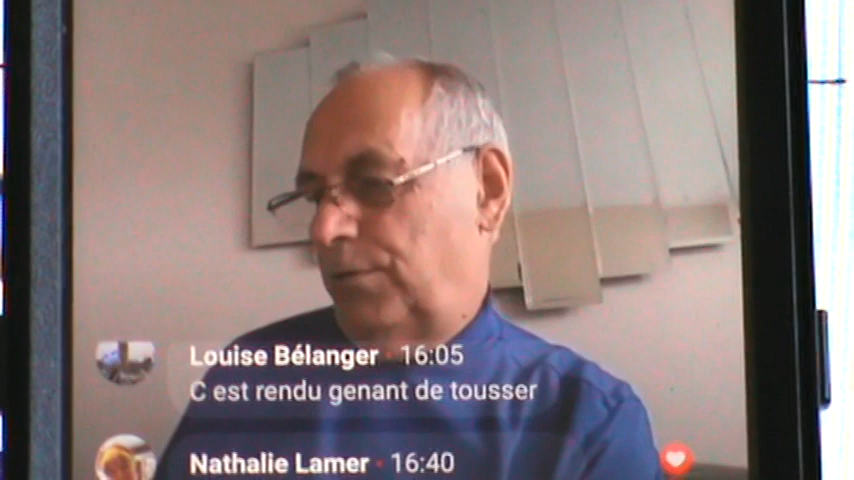 Louise Bélanger • 16:05
C est rendu genant de tousser
Nathalie Lamer • 16:40